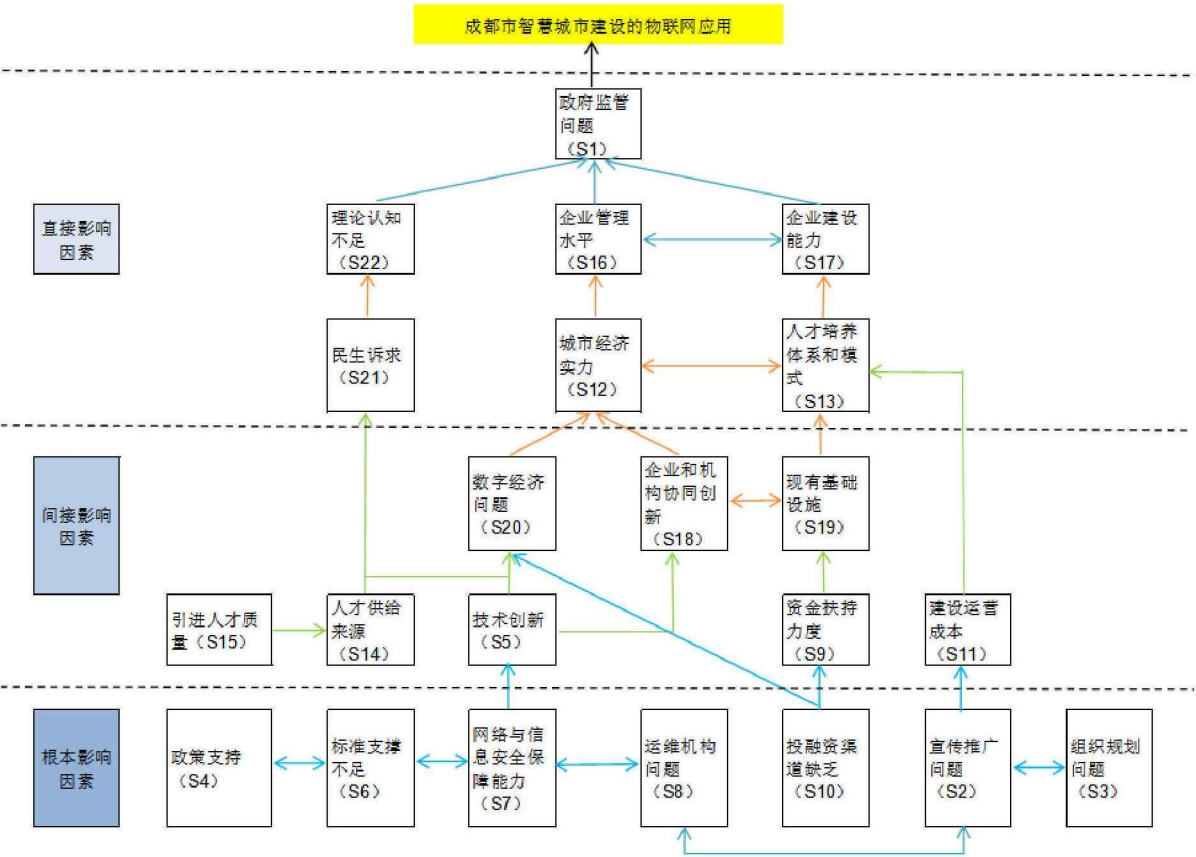 成都市智慧城市建设的物联网应用
政府监管
问题
（S1）
直接影响
因素
理论认知
不足
（S22）
企业管理
水平
（S16）
企业建设
能力
（S17）
民生诉求
（S21）
城市经济
实力
（S12）
人才培养
体系和模
式
（S13）
间接影响
因素
数字经济
问题
（S20）
企业和机
构协同创
新
（S18）
现有基础
设施
（S19）
引进人才质
量（S15）
人才供给
来源
（S14）
技术创新
（S5）
资金扶持
力度
（S9）
建设运营
成本
（S11）
根本影响
因素
政策支持
（S4）
标准支撑
不足
（S6）
网络与信
息安全保
障能力
（S7）
运维机构
问题
（S8）
投融资渠
道缺乏
（S10）
宣传推广
问题
（S2）
组织规划
问题
（S3）